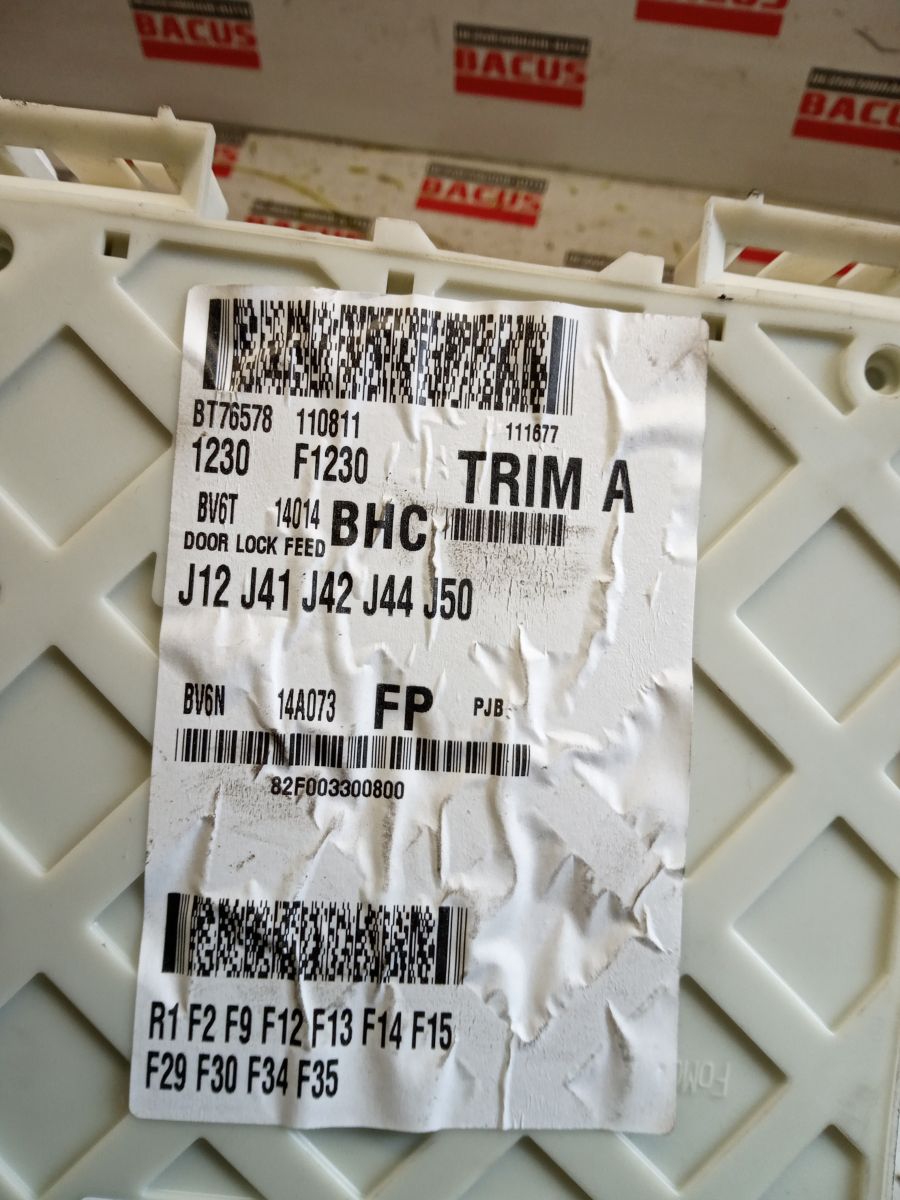 BACUS
BACUS
BACUS
BT76578 110811 111677
1230 F1230 TRIM A
BV6T 14014 BHC
DOOR LOCK FEED
J12 J41 J42 J44 J50
BV6N 14A073 FP PJB
82F003300800
R1 F2 F9 F12 F13 F14 F15
F29 F30 F34 F35